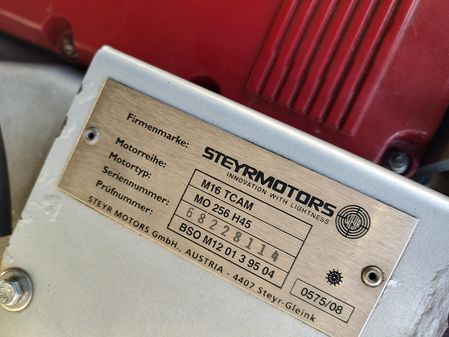 Firmenmarke: STEYRMOTORS
INNOVATION WITH LIGHTNESS
Motorreihe: M16 TCAM
Motortyp: MO 256 H45
Seriennummer: 68228114
Prüfnummer: BSO M12 01 3 95 04
STEYR MOTORS GmbH., AUSTRIA - 4407 Steyr-Gleink
0575/08